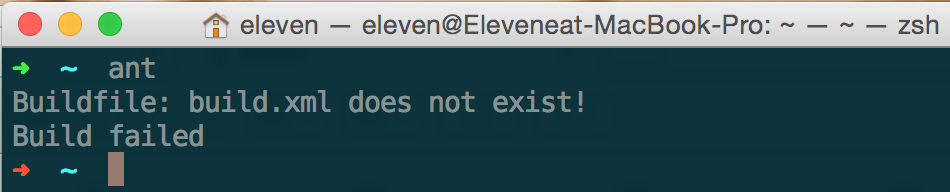 eleven — eleven@Eleveneat-MacBook-Pro: ~ — ~ — zsh
➜ ~ ant
Buildfile: build.xml does not exist!
Build failed
➜ ~